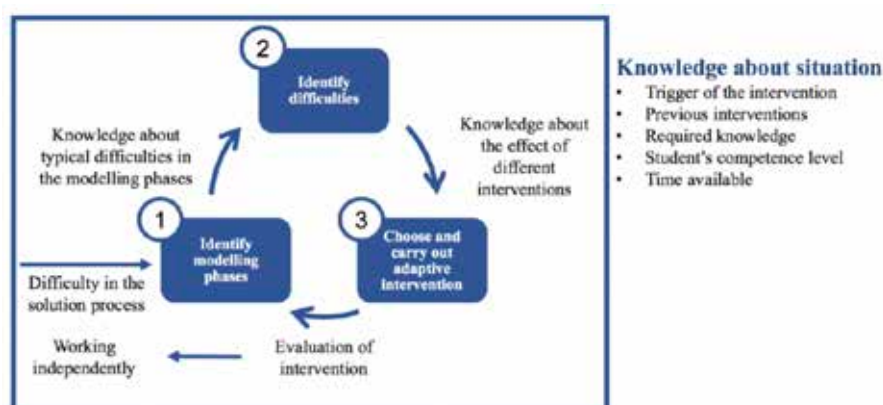 2
Identify
difficulties
Knowledge about
typical difficulties in
the modelling phases
Knowledge about
the effect of
different
interventions
1
Identify
modelling
phases
3
Choose and
carry out
adaptive
intervention
Difficulty in the
solution process
Working
independently
Evaluation of
intervention
Knowledge about situation
• Trigger of the intervention
• Previous interventions
• Required knowledge
• Student's competence level
• Time available